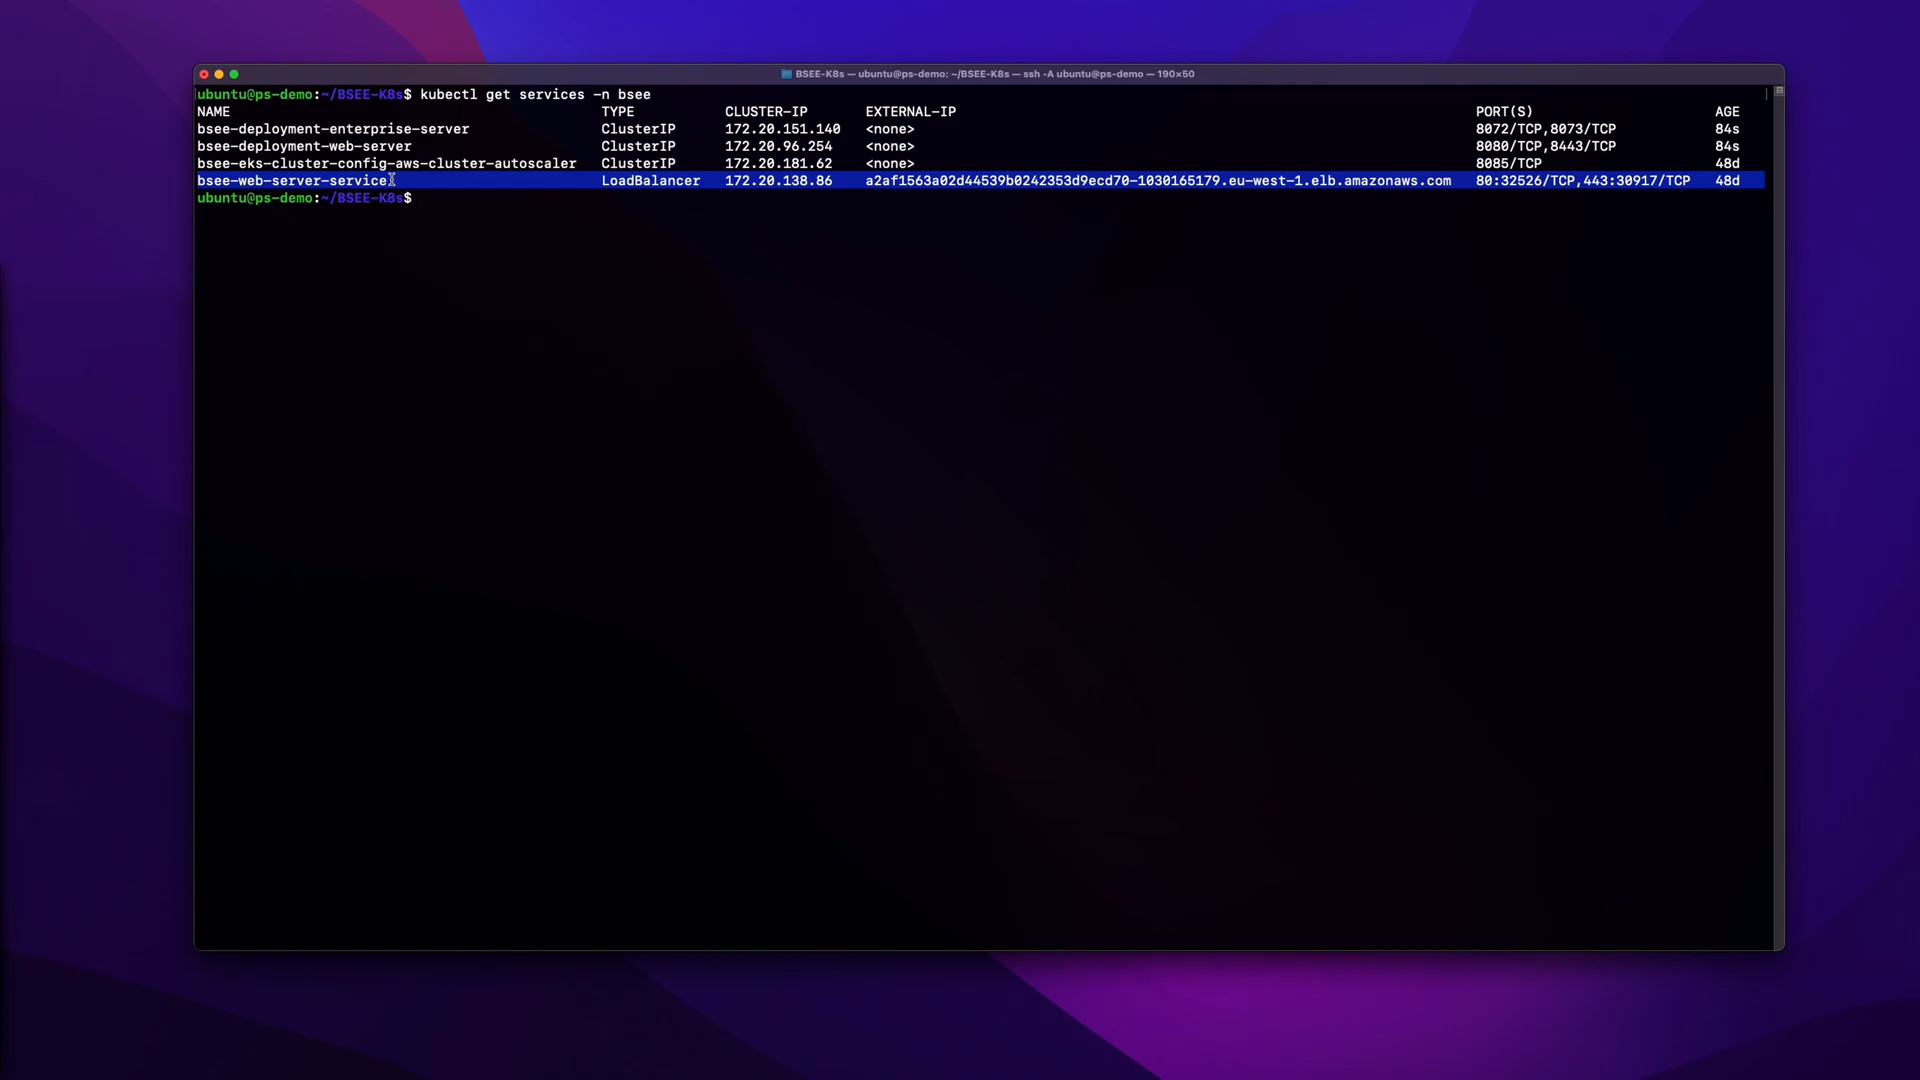 BSEE-K8s — ubuntu@ps-demo: ~/BSEE-K8s — ssh -A ubuntu@ps-demo — 190×50
ubuntu@ps-demo:~/BSEE-K8s$ kubectl get services -n bsee
NAME TYPE CLUSTER-IP EXTERNAL-IP PORT(S) AGE
bsee-deployment-enterprise-server ClusterIP 172.20.151.140 <none> 8072/TCP,8073/TCP 84s
bsee-deployment-web-server ClusterIP 172.20.96.254 <none> 8080/TCP,8443/TCP 84s
bsee-eks-cluster-config-aws-cluster-autoscaler ClusterIP 172.20.181.62 <none> 8085/TCP 48d
bsee-web-server-service LoadBalancer 172.20.138.86 a2af1563a02d44539b0242353d9ecd70-1030165179.eu-west-1.elb.amazonaws.com 80:32526/TCP,443:30917/TCP 48d
ubuntu@ps-demo:~/BSEE-K8s$